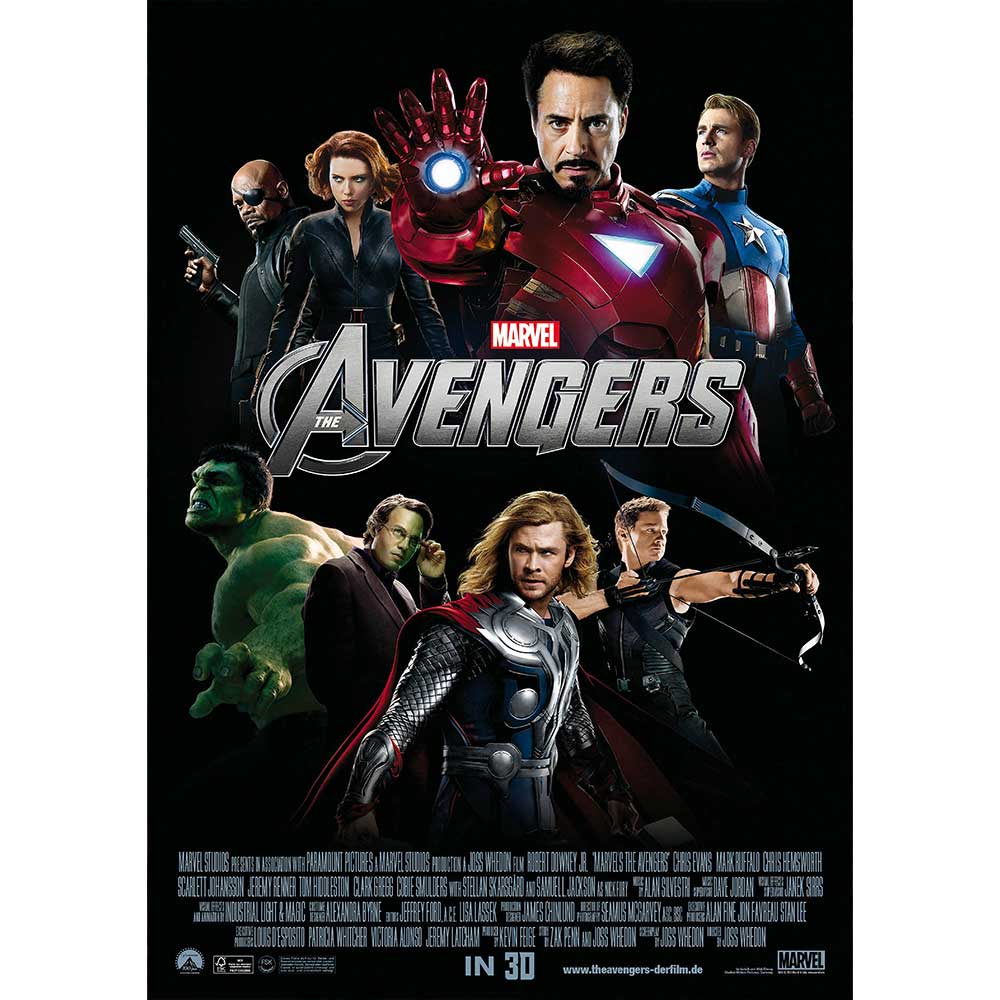 MARVEL
THE AVENGERS
MARVEL STUDIOS PRESENTS IN ASSOCIATION WITH PARAMOUNT PICTURES A MARVEL STUDIOS PRODUCTION A JOSS WHEDON FILM ROBERT DOWNEY JR. "MARVEL'S THE AVENGERS" CHRIS EVANS MARK RUFFALO CHRIS HEMSWORTH
SCARLETT JOHANSSON JEREMY RENNER TOM HIDDLESTON CLARK GREGG COBIE SMULDERS WITH STELLAN SKARSGÅRD AND SAMUEL L. JACKSON AS NICK FURY MUSIC BY ALAN SILVESTRI MUSIC SUPERVISION DAVE JORDAN VISUAL EFFECTS SUPERVISOR JANEK SIRRS
VISUAL EFFECTS AND ANIMATION BY INDUSTRIAL LIGHT & MAGIC COSTUME DESIGNER ALEXANDRA BYRNE EDITORS JEFFREY FORD, A.C.E. LISA LASSEK PRODUCTION DESIGNER JAMES CHINLUND DIRECTOR OF PHOTOGRAPHY SEAMUS McGARVEY, ASC, BSC EXECUTIVE PRODUCERS ALAN FINE JON FAVREAU STAN LEE
EXECUTIVE PRODUCERS LOUIS D'ESPOSITO PATRICIA WHITCHER VICTORIA ALONSO JEREMY LATCHAM PRODUCED BY KEVIN FEIGE STORY BY ZAK PENN AND JOSS WHEDON SCREENPLAY BY JOSS WHEDON DIRECTED BY JOSS WHEDON
FSC FSK IN 3D www.theavengers-derfilm.de MARVEL